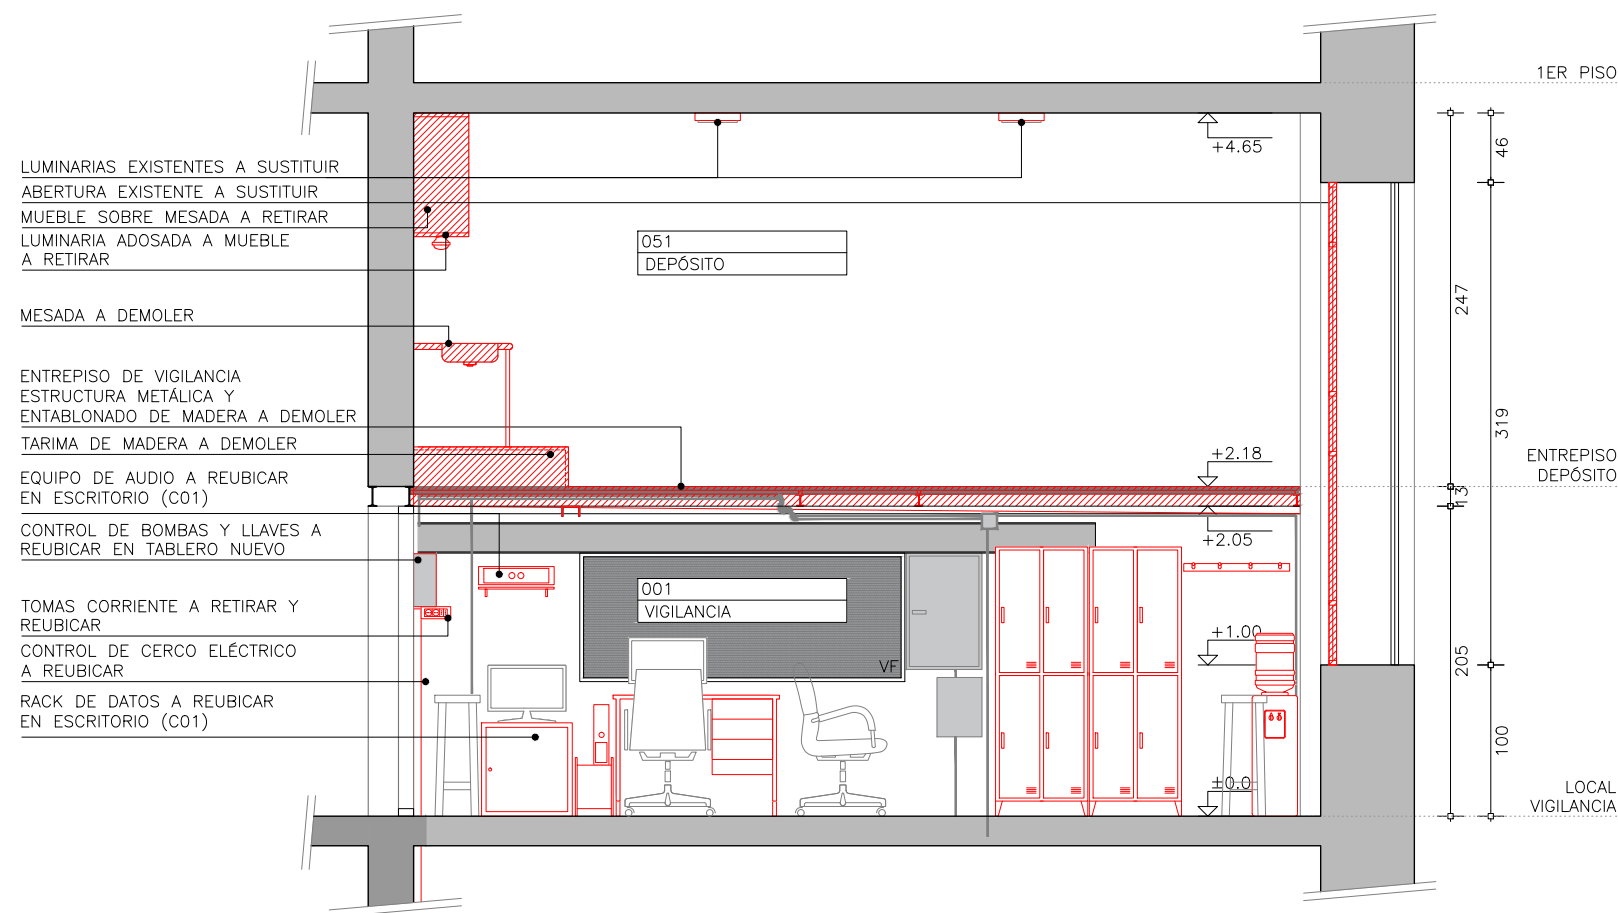 1ER PISO
LUMINARIAS EXISTENTES A SUSTITUIR
ABERTURA EXISTENTE A SUSTITUIR
MUEBLE SOBRE MESADA A RETIRAR
LUMINARIA ADOSADA A MUEBLE
A RETIRAR
MESADA A DEMOLER
ENTREPISO DE VIGILANCIA
ESTRUCTURA METÁLICA Y
ENTABLONADO DE MADERA A DEMOLER
TARIMA DE MADERA A DEMOLER
EQUIPO DE AUDIO A REUBICAR
EN ESCRITORIO (C01)
CONTROL DE BOMBAS Y LLAVES A
REUBICAR EN TABLERO NUEVO
TOMAS CORRIENTE A RETIRAR Y
REUBICAR
CONTROL DE CERCO ELÉCTRICO
A REUBICAR
RACK DE DATOS A REUBICAR
EN ESCRITORIO (C01)
051
DEPÓSITO
001
VIGILANCIA
VF
+4.65
+2.18
+2.05
+1.00
±0.0
247
13
205
46
319
100
ENTREPISO
DEPÓSITO
LOCAL
VIGILANCIA